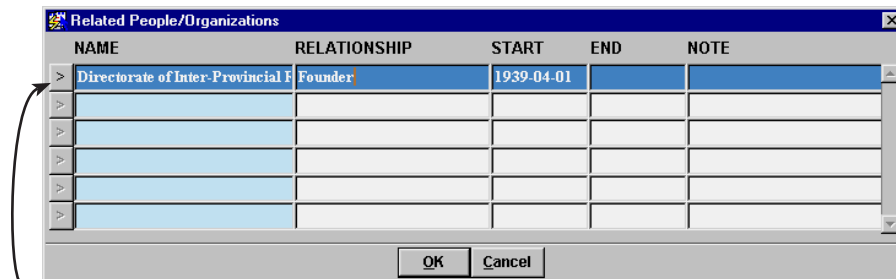 Related People/Organizations
NAME RELATIONSHIP START END NOTE
> Directorate of Inter-Provincial F Founder 1939-04-01
>
>
>
>
>
OK Cancel